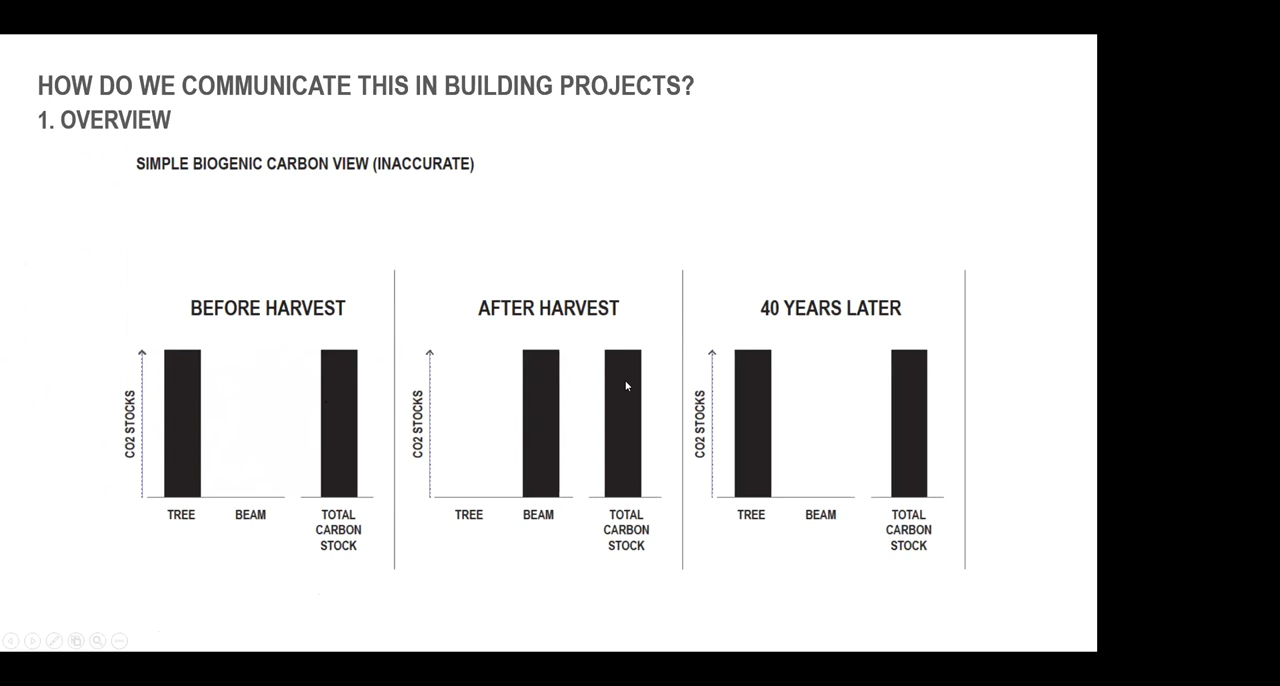 HOW DO WE COMMUNICATE THIS IN BUILDING PROJECTS?
1. OVERVIEW
SIMPLE BIOGENIC CARBON VIEW (INACCURATE)
BEFORE HARVEST
CO2 STOCKS
TREE
BEAM
TOTAL
CARBON
STOCK
AFTER HARVEST
CO2 STOCKS
TREE
BEAM
TOTAL
CARBON
STOCK
40 YEARS LATER
CO2 STOCKS
TREE
BEAM
TOTAL
CARBON
STOCK